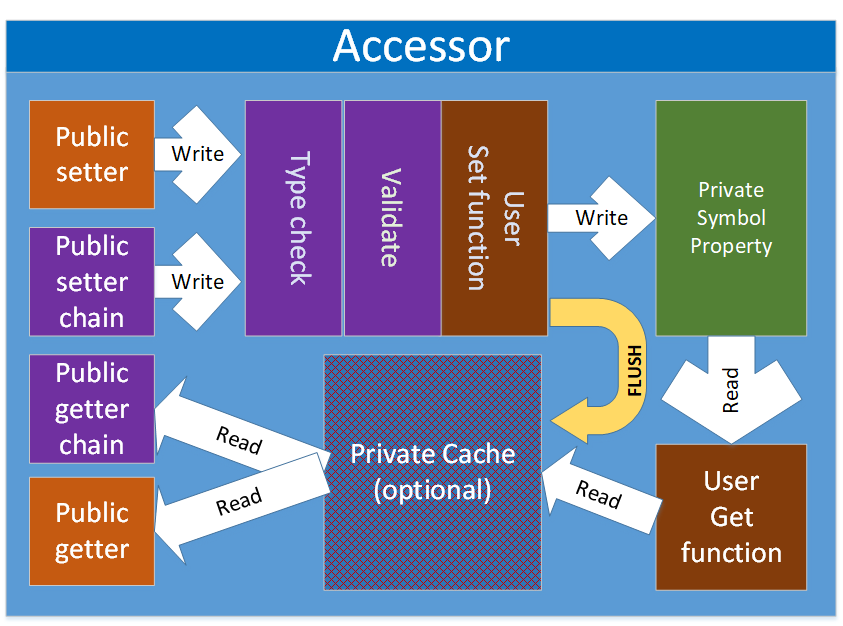 Accessor
Public
setter
Write
Type check
Validate
User
Set function
Write
Private
Symbol
Property
Public
setter
chain
Write
FLUSH
Read
Public
getter
chain
Read
Private Cache
(optional)
Read
User
Get
function
Public
getter
Read